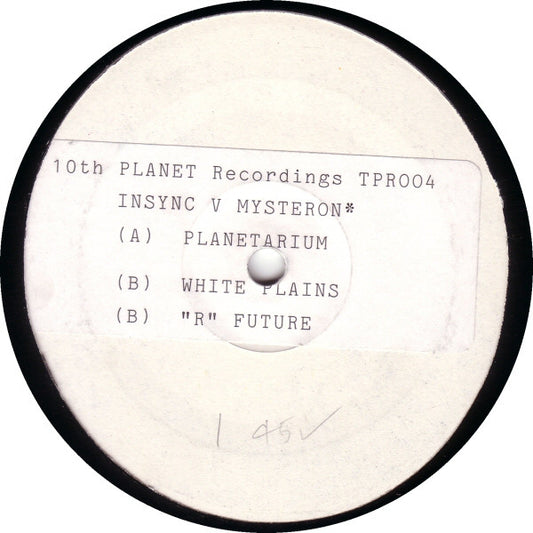 10th PLANET Recordings TPR004
INSYNC V MYSTERON*
(A) PLANETARIUM
(B) WHITE PLAINS
(B) "R" FUTURE
1 45✓